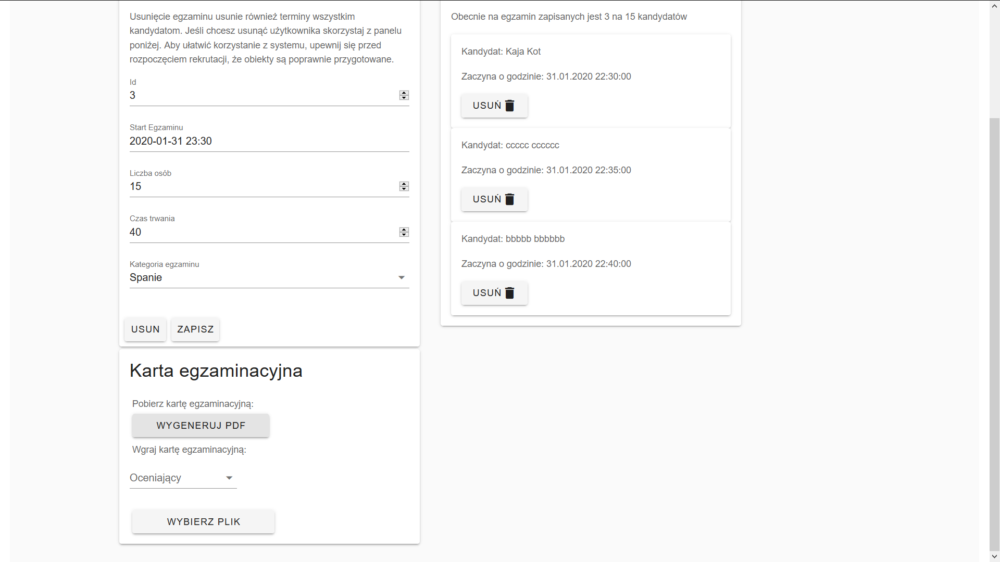 Usunięcie egzaminu usunie również terminy wszystkim
kandydatom. Jeśli chcesz usunąć użytkownika skorzystaj z panelu
poniżej. Aby ułatwić korzystanie z systemu, upewnij się przed
rozpoczęciem rekrutacji, że obiekty są poprawnie przygotowane.
Id
3
Start Egzaminu
2020-01-31 23:30
Liczba osób
15
Czas trwania
40
Kategoria egzaminu
Spanie
USUN
ZAPISZ
Karta egzaminacyjna
Pobierz kartę egzaminacyjną:
WYGENERUJ PDF
Wgraj kartę egzaminacyjną:
Oceniający
WYBIERZ PLIK
Obecnie na egzamin zapisanych jest 3 na 15 kandydatów
Kandydat: Kaja Kot
Zaczyna o godzinie: 31.01.2020 22:30:00
USUŃ
Kandydat: ccccc cccccc
Zaczyna o godzinie: 31.01.2020 22:35:00
USUŃ
Kandydat: bbbbb bbbbbb
Zaczyna o godzinie: 31.01.2020 22:40:00
USUŃ